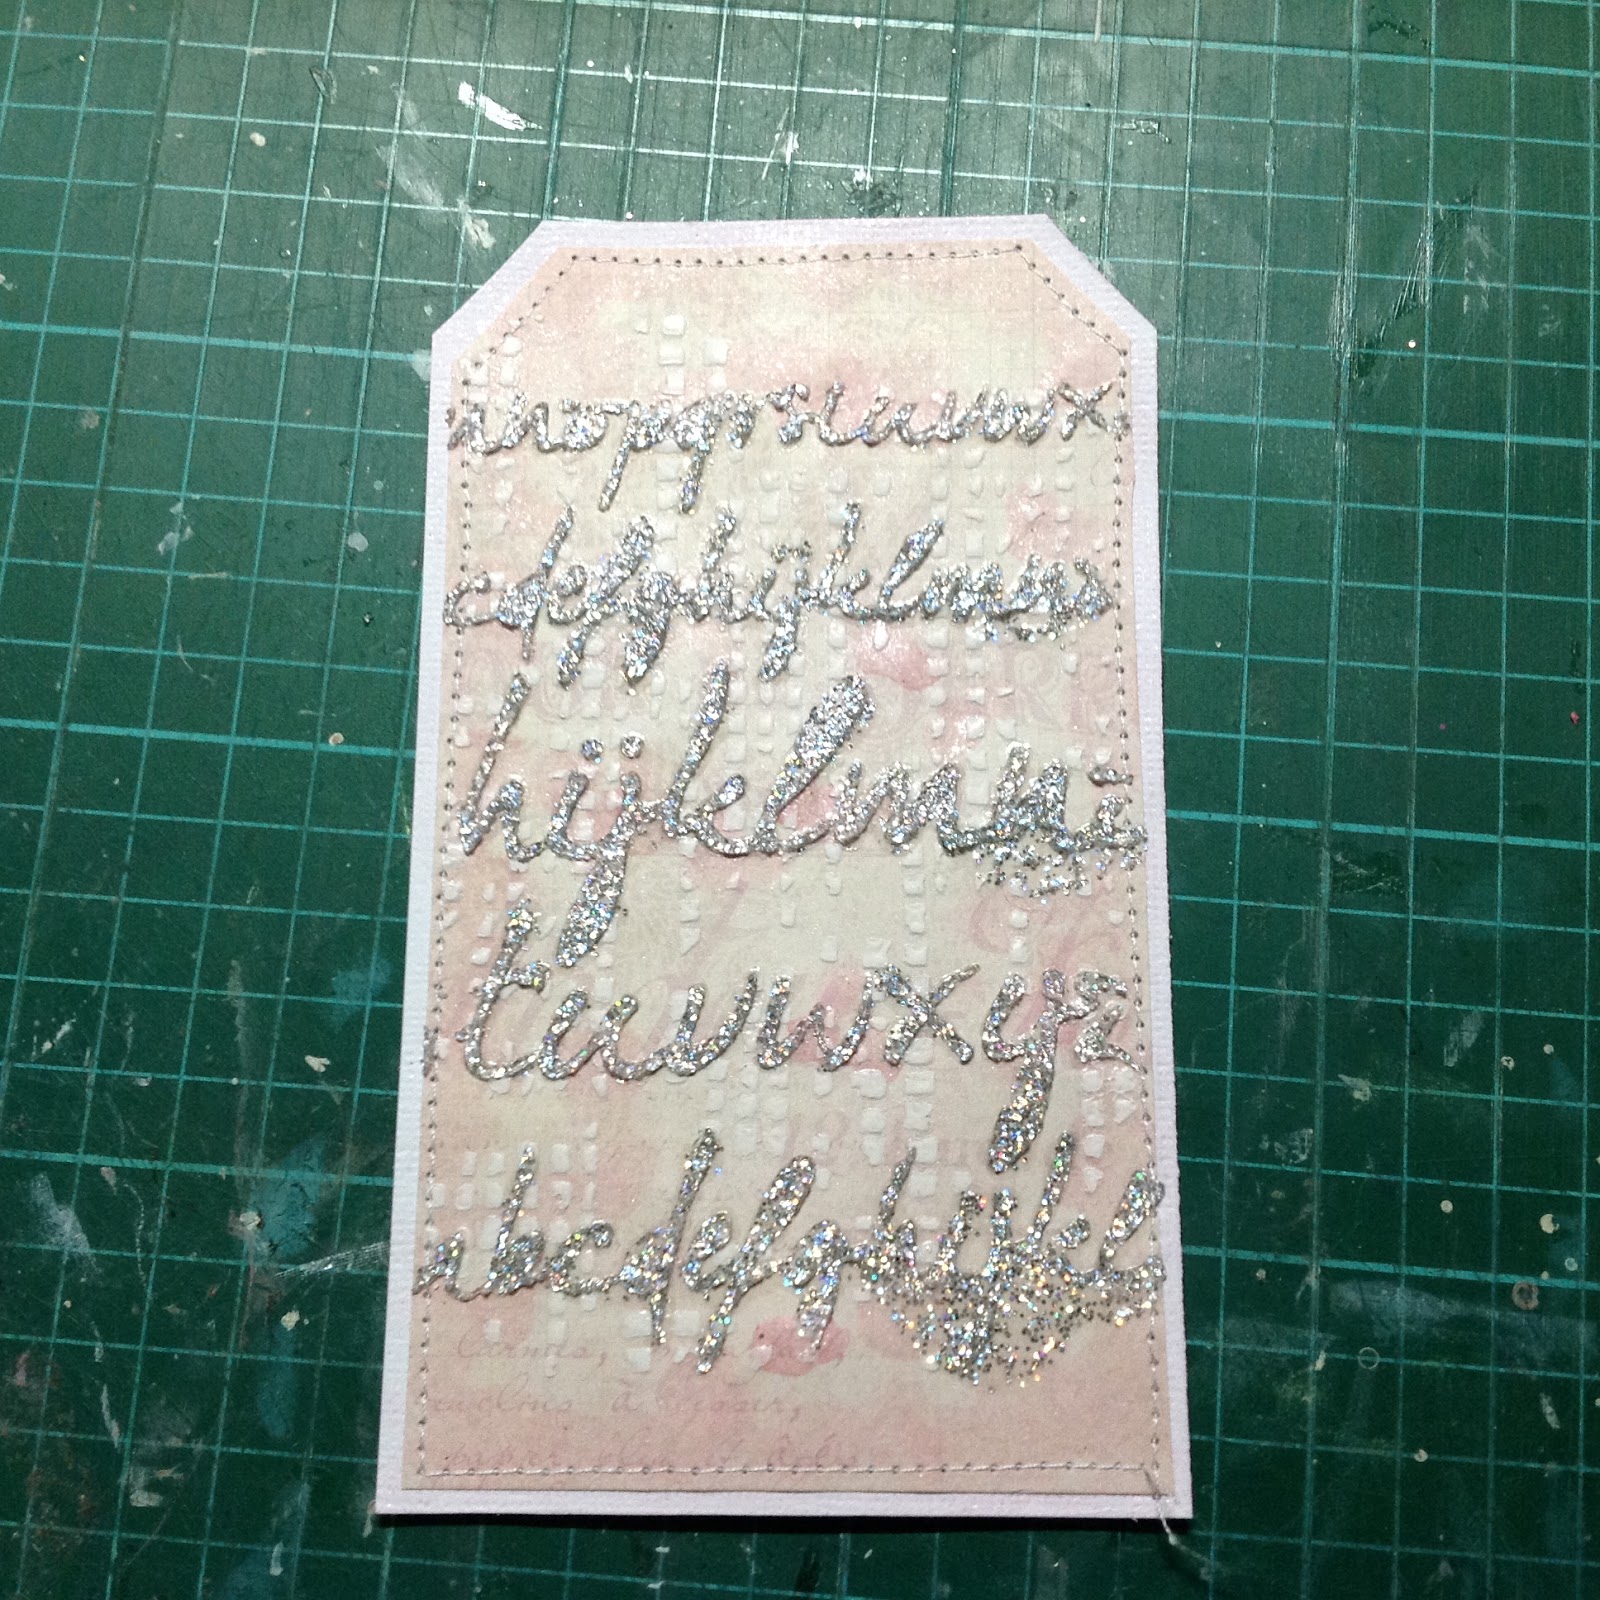 nopqrstuvwx
cdefghijklmn
hijklmn
tuvwxyz
abcdefghijkl